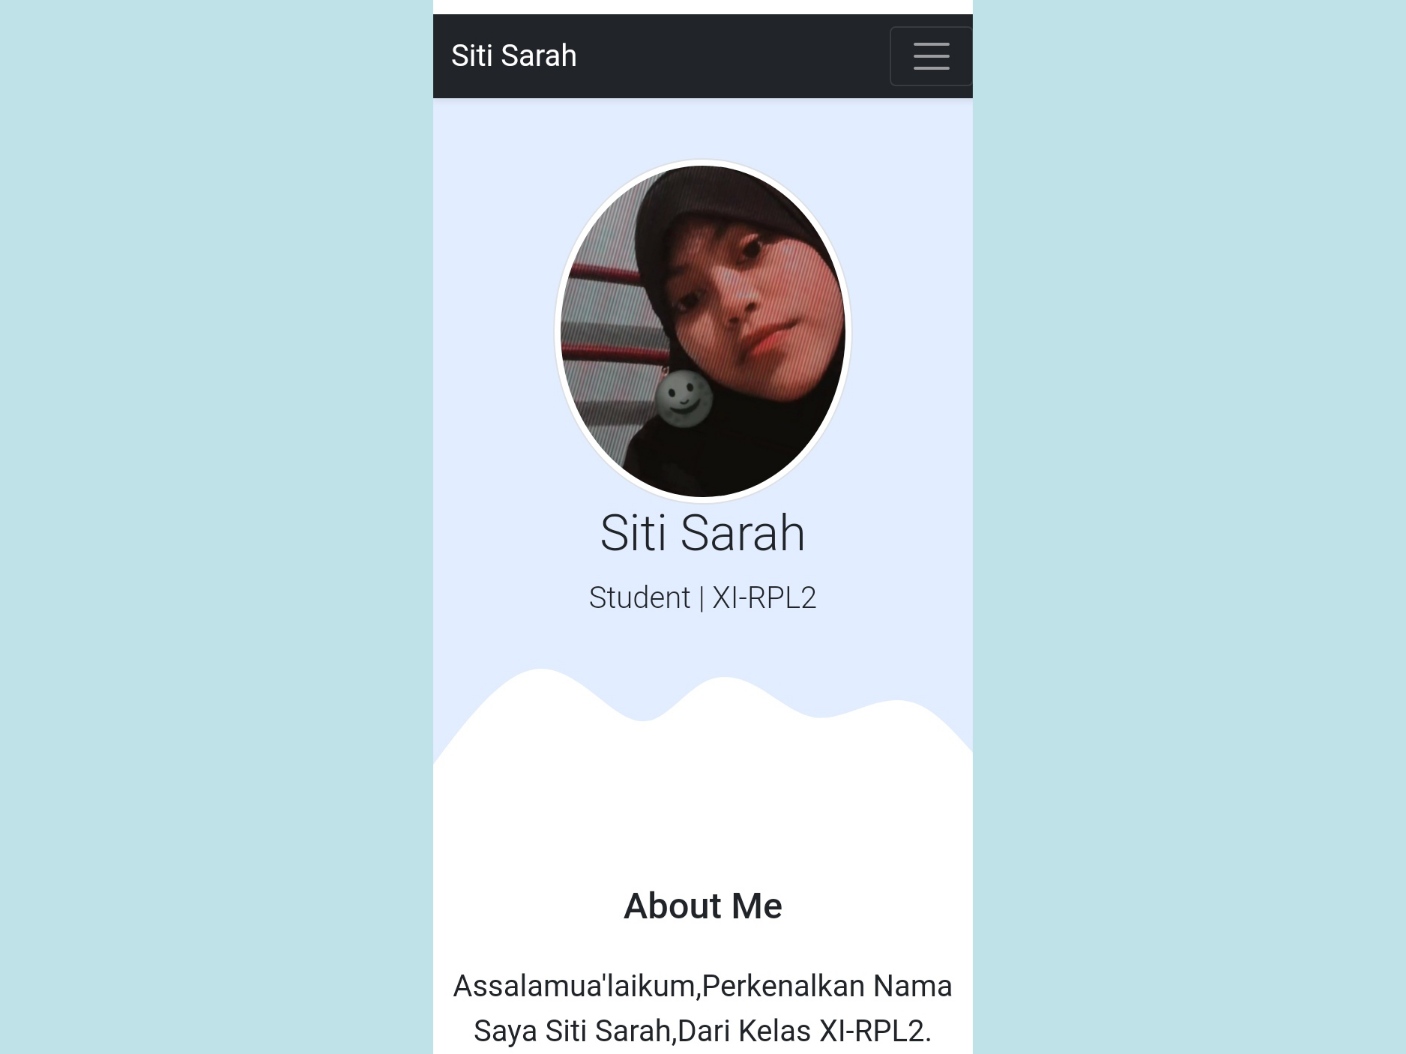 Siti Sarah
Siti Sarah
Student | XI-RPL2
About Me
Assalamua'laikum,Perkenalkan Nama
Saya Siti Sarah,Dari Kelas XI-RPL2.